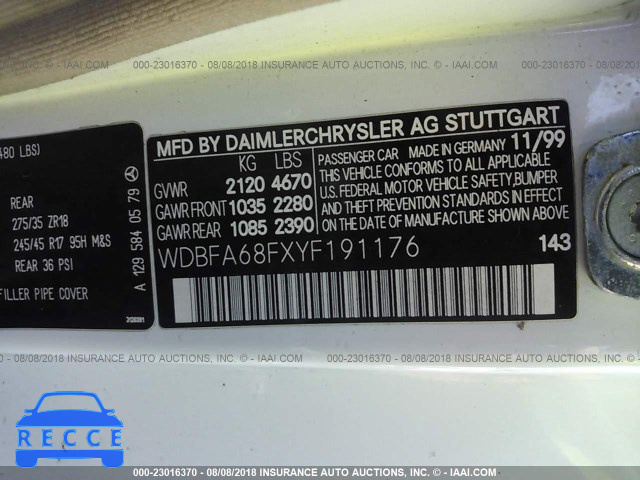 000-23016370 - 08/08/2018 INSURANCE AUTO AUCTIONS, INC. - © IAAI.COM
480 LBS)
REAR
275/35 ZR18
245/45 R17 95H M&S
REAR 36 PSI
FILLER PIPE COVER
A 129 584 05 79
MFD BY DAIMLERCHRYSLER AG STUTTGART
KG LBS
GVWR 2120 4670
GAWR FRONT 1035 2280
GAWR REAR 1085 2390
PASSENGER CAR MADE IN GERMANY 11/99
THIS VEHICLE CONFORMS TO ALL APPLICABLE
U.S. FEDERAL MOTOR VEHICLE SAFETY, BUMPER
AND THEFT PREVENTION STANDARDS IN EFFECT
ON THE DATE OF MANUFACTURE SHOWN ABOVE.
WDBFA68FXYF191176
143
000-23016370 - 08/08/2018 INSURANCE AUTO AUCTIONS, INC. - © IAAI.COM
RECCE
000-23016370 - 08/08/2018 INSURANCE AUTO AUCTIONS, INC. - © IAAI.COM